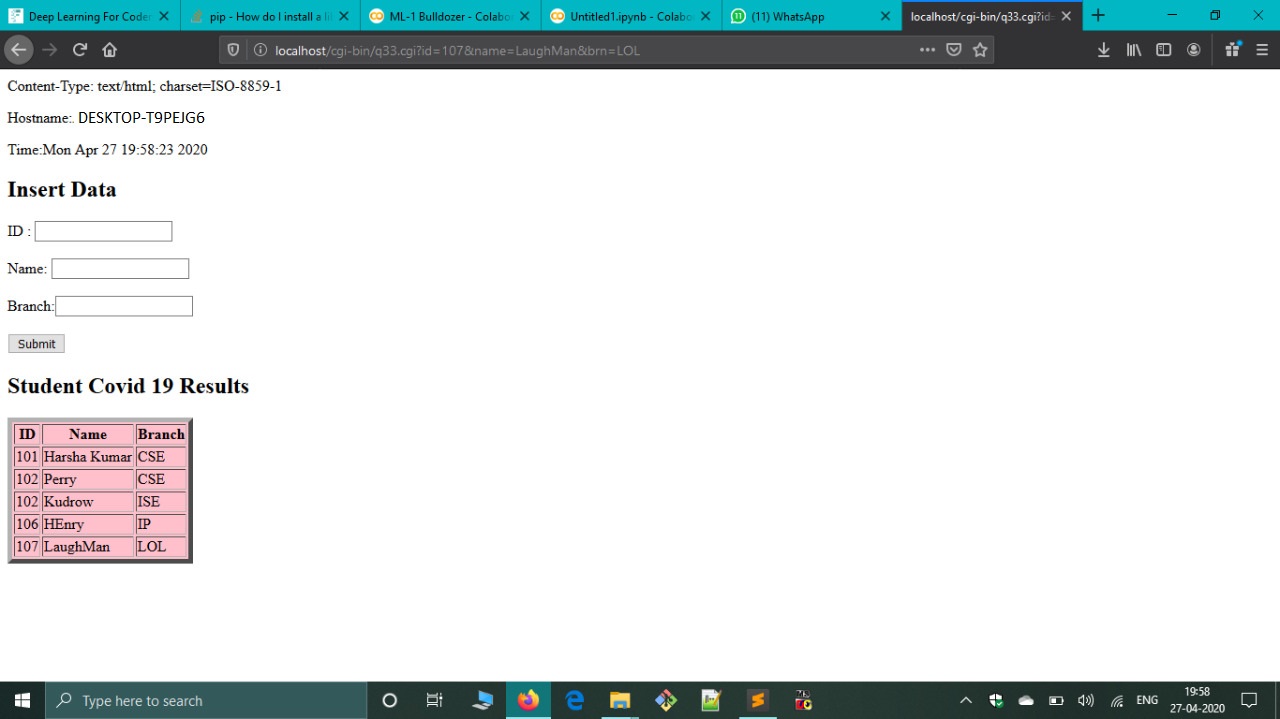 Deep Learning For Coder
pip - How do I install a li
ML-1 Bulldozer - Colabo
Untitled1.ipynb - Colabo
(11) WhatsApp
localhost/cgi-bin/q33.cgi?id=
localhost/cgi-bin/q33.cgi?id=107&name=LaughMan&brn=LOL
Content-Type: text/html; charset=ISO-8859-1
Hostname:. DESKTOP-T9PEJG6
Time:Mon Apr 27 19:58:23 2020
Insert Data
ID :
Name:
Branch:
Submit
Student Covid 19 Results
ID Name Branch
101 Harsha Kumar CSE
102 Perry CSE
102 Kudrow ISE
106 HEnry IP
107 LaughMan LOL
Type here to search
ENG
19:58
27-04-2020